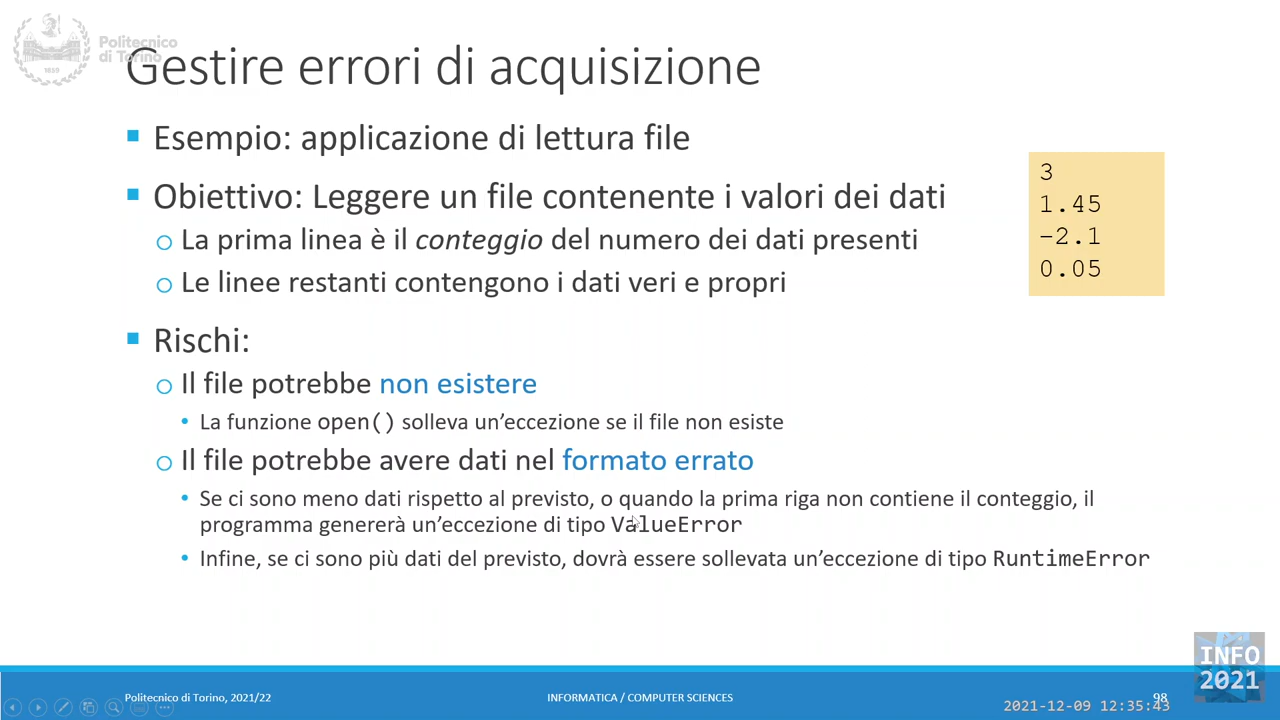 Politecnico
di Torino
1859
Gestire errori di acquisizione
Esempio: applicazione di lettura file
Obiettivo: Leggere un file contenente i valori dei dati
La prima linea è il conteggio del numero dei dati presenti
Le linee restanti contengono i dati veri e propri
3
1.45
-2.1
0.05
Rischi:
Il file potrebbe non esistere
La funzione open() solleva un’eccezione se il file non esiste
Il file potrebbe avere dati nel formato errato
Se ci sono meno dati rispetto al previsto, o quando la prima riga non contiene il conteggio, il
programma genererà un’eccezione di tipo ValueError
Infine, se ci sono più dati del previsto, dovrà essere sollevata un’eccezione di tipo RuntimeError
INFO
2021
Politecnico di Torino, 2021/22
INFORMATICA / COMPUTER SCIENCES
98
2021-12-09 12:35:43